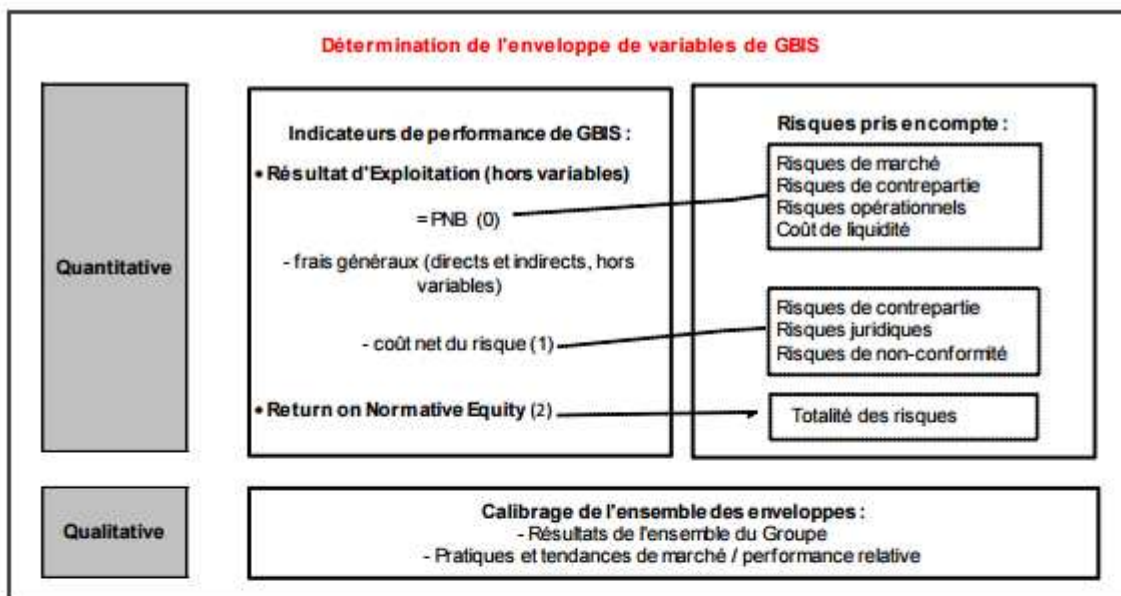 Détermination de l'enveloppe de variables de GBIS
Quantitative
Indicateurs de performance de GBIS :
• Résultat d'Exploitation (hors variables)
= PNB (0)
- frais généraux (directs et indirects, hors
variables)
- coût net du risque (1)
• Return on Normative Equity (2)
Risques pris en compte :
Risques de marché
Risques de contrepartie
Risques opérationnels
Coût de liquidité
Risques de contrepartie
Risques juridiques
Risques de non-conformité
Totalité des risques
Qualitative
Calibrage de l'ensemble des enveloppes :
- Résultats de l'ensemble du Groupe
- Pratiques et tendances de marché / performance relative